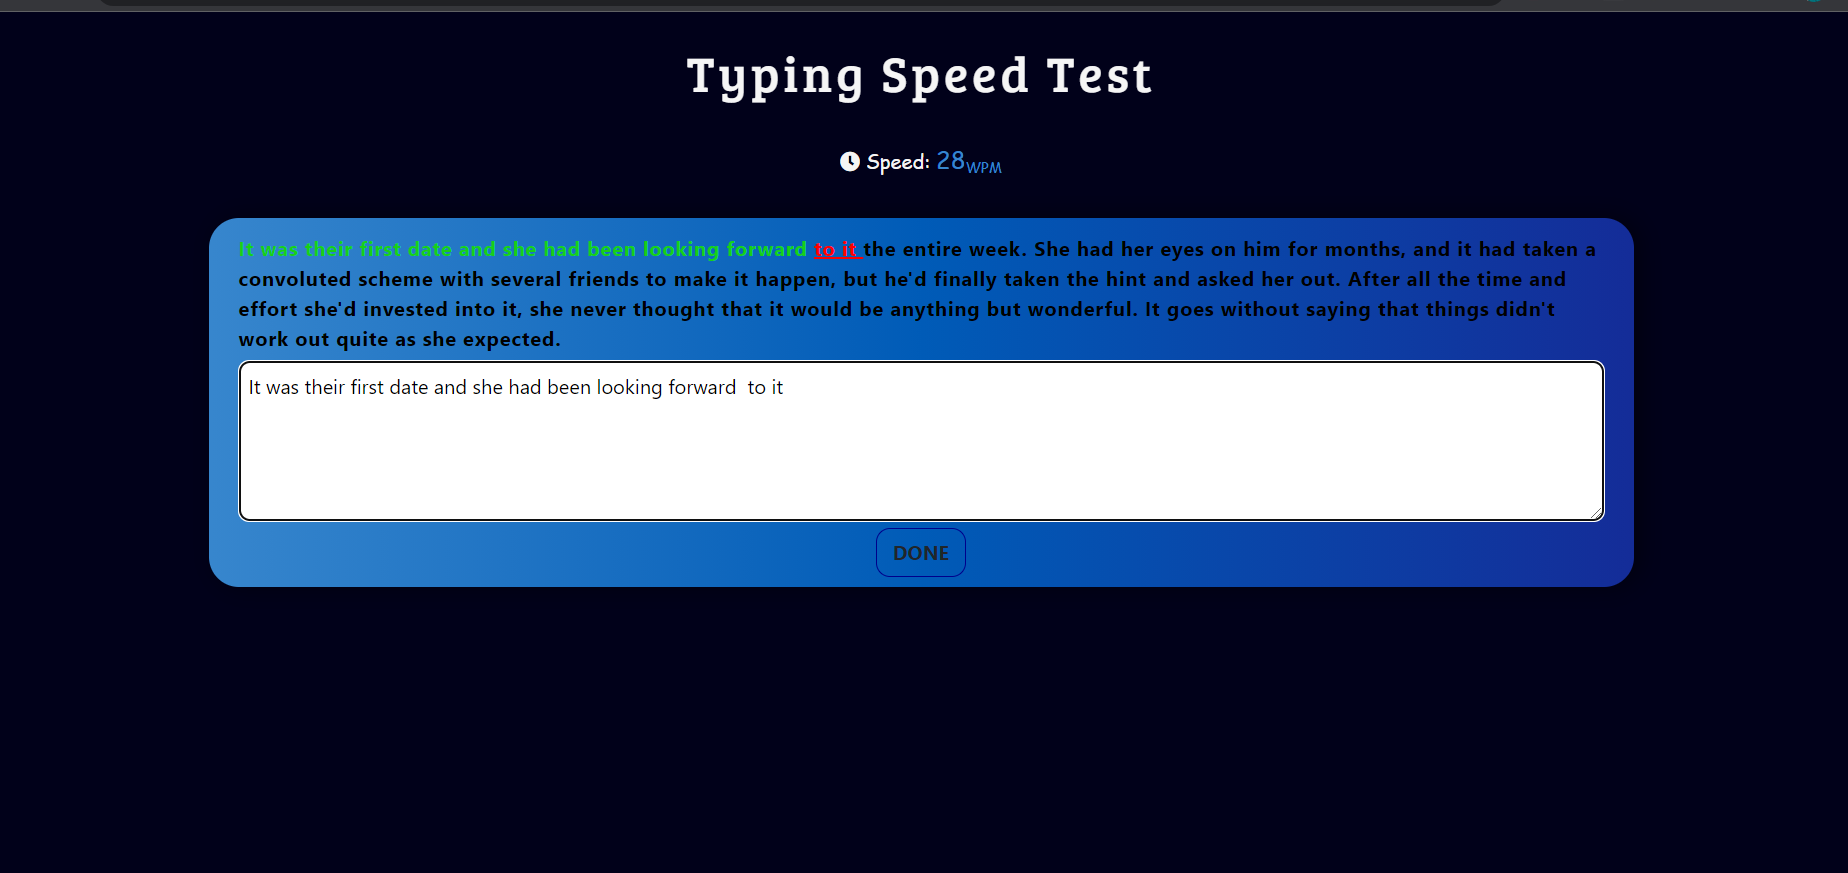 Typing Speed Test
Speed: 28WPM
It was their first date and she had been looking forward to it the entire week. She had her eyes on him for months, and it had taken a
convoluted scheme with several friends to make it happen, but he'd finally taken the hint and asked her out. After all the time and
effort she'd invested into it, she never thought that it would be anything but wonderful. It goes without saying that things didn't
work out quite as she expected.
It was their first date and she had been looking forward  to it
DONE